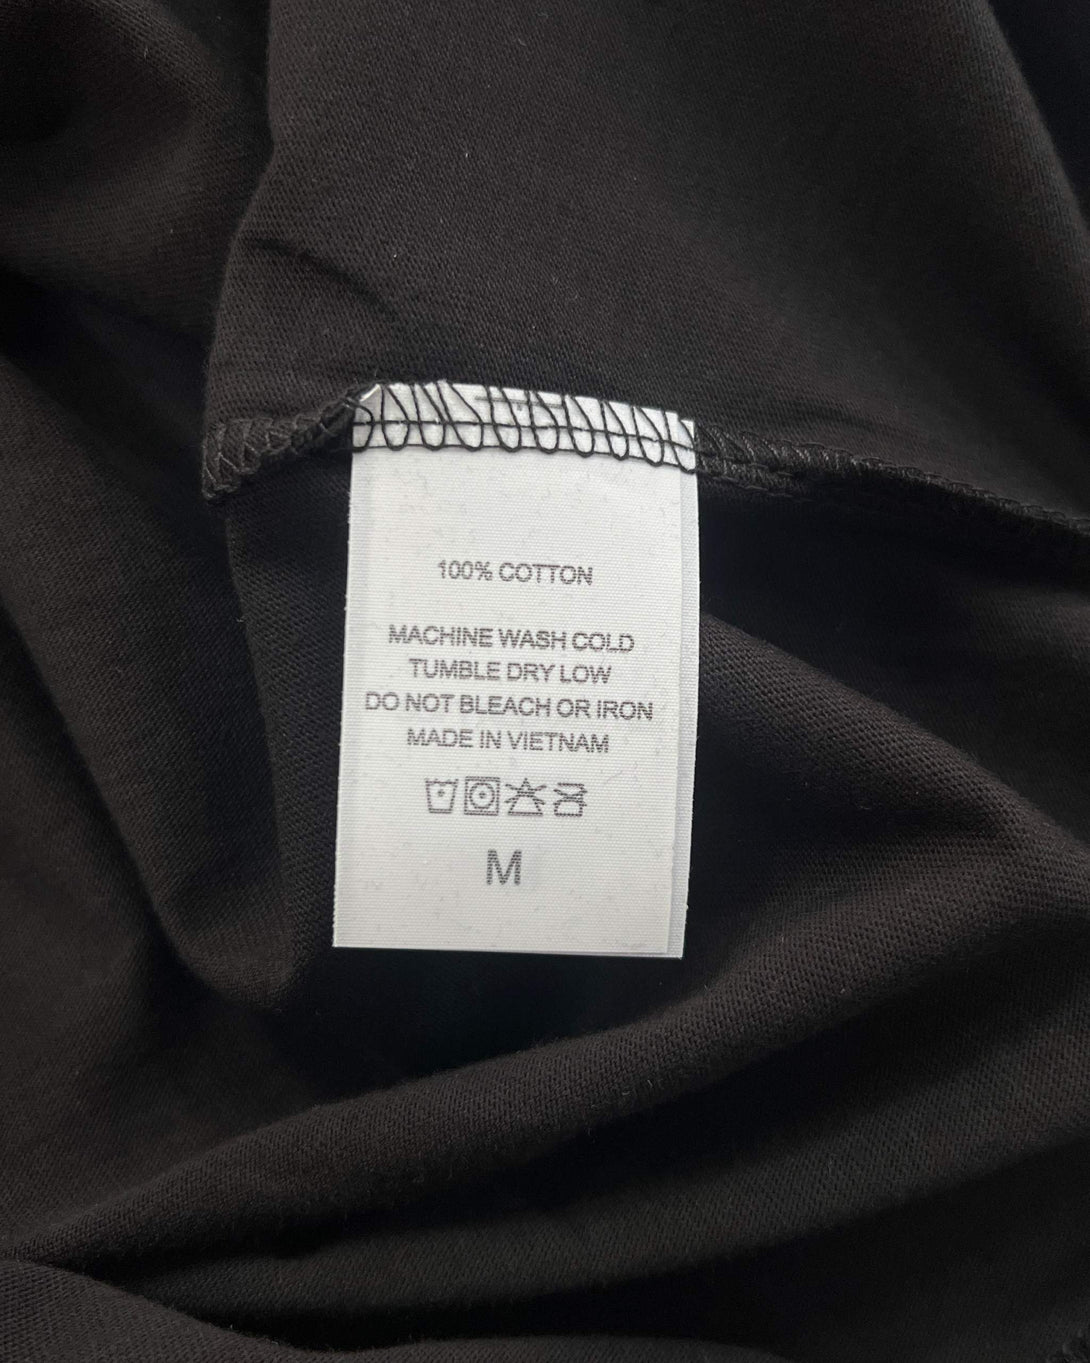 100% COTTON
MACHINE WASH COLD
TUMBLE DRY LOW
DO NOT BLEACH OR IRON
MADE IN VIETNAM
M